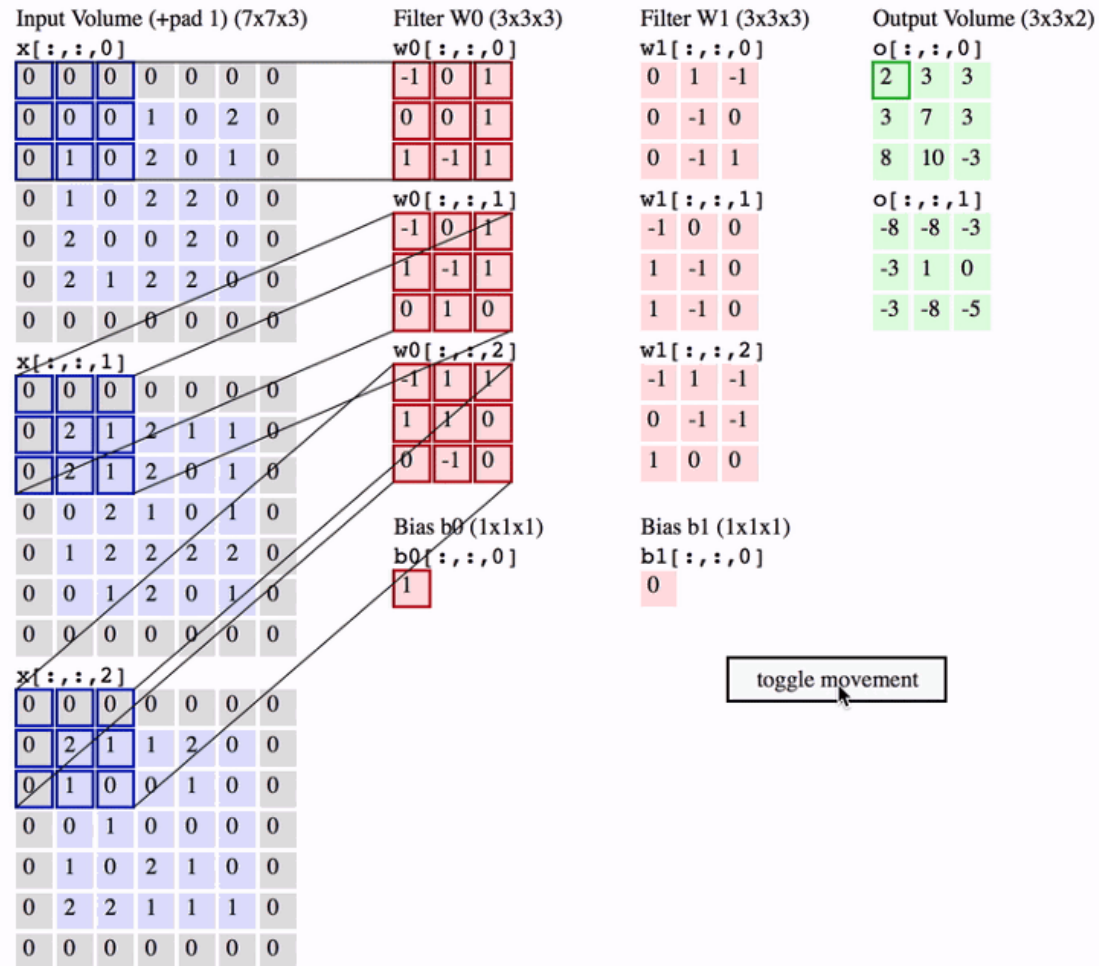 Input Volume (+pad 1) (7x7x3)
x[:,:,0]
0 0 0 0 0 0 0
0 0 0 1 0 2 0
0 1 0 2 0 1 0
0 1 0 2 2 0 0
0 2 0 0 2 0 0
0 2 1 2 2 0 0
0 0 0 0 0 0 0
x[:,:,1]
0 0 0 0 0 0 0
0 2 1 2 1 1 0
0 2 1 2 0 1 0
0 0 2 1 0 1 0
0 1 2 2 2 2 0
0 0 1 2 0 1 0
0 0 0 0 0 0 0
x[:,:,2]
0 0 0 0 0 0 0
0 2 1 1 2 0 0
0 1 0 0 1 0 0
0 0 1 0 0 0 0
0 1 0 2 1 0 0
0 2 2 1 1 1 0
0 0 0 0 0 0 0
Filter W0 (3x3x3)
w0[:,:,0]
-1 0 1
0 0 1
1 -1 1
w0[:,:,1]
-1 0 1
1 -1 1
0 1 0
w0[:,:,2]
-1 1 1
1 1 0
0 -1 0
Bias b0 (1x1x1)
b0[:,:,0]
1
Filter W1 (3x3x3)
w1[:,:,0]
0 1 -1
0 -1 0
0 -1 1
w1[:,:,1]
-1 0 0
1 -1 0
1 -1 0
w1[:,:,2]
-1 1 -1
0 -1 -1
1 0 0
Bias b1 (1x1x1)
b1[:,:,0]
0
Output Volume (3x3x2)
o[:,:,0]
2 3 3
3 7 3
8 10 -3
o[:,:,1]
-8 -8 -3
-3 1 0
-3 -8 -5
toggle movement